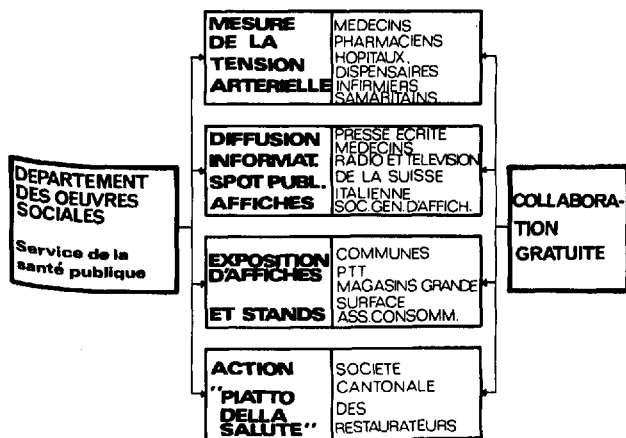 DEPARTEMENT
DES OEUVRES
SOCIALES
Service de la
santé publique
MESURE
DE LA
TENSION
ARTERIELLE
MEDECINS
PHARMACIENS
HOPITAUX.
DISPENSAIRES
INFIRMIERS
SAMARITAINS
DIFFUSION
INFORMAT.
SPOT PUBL.
AFFICHES
PRESSE ECRITE
MEDECINS
RADIO ET TELEVISION
DE LA SUISSE
ITALIENNE
SOC.GEN.D'AFFICH.
EXPOSITION
D'AFFICHES
ET STANDS
COMMUNES
PTT
MAGASINS GRANDE
SURFACE
ASS.CONSOMM.
ACTION
"PIATTO
DELLA
SALUTE"
SOCIETE
CANTONALE
DES
RESTAURATEURS
COLLABORA-
TION
GRATUITE